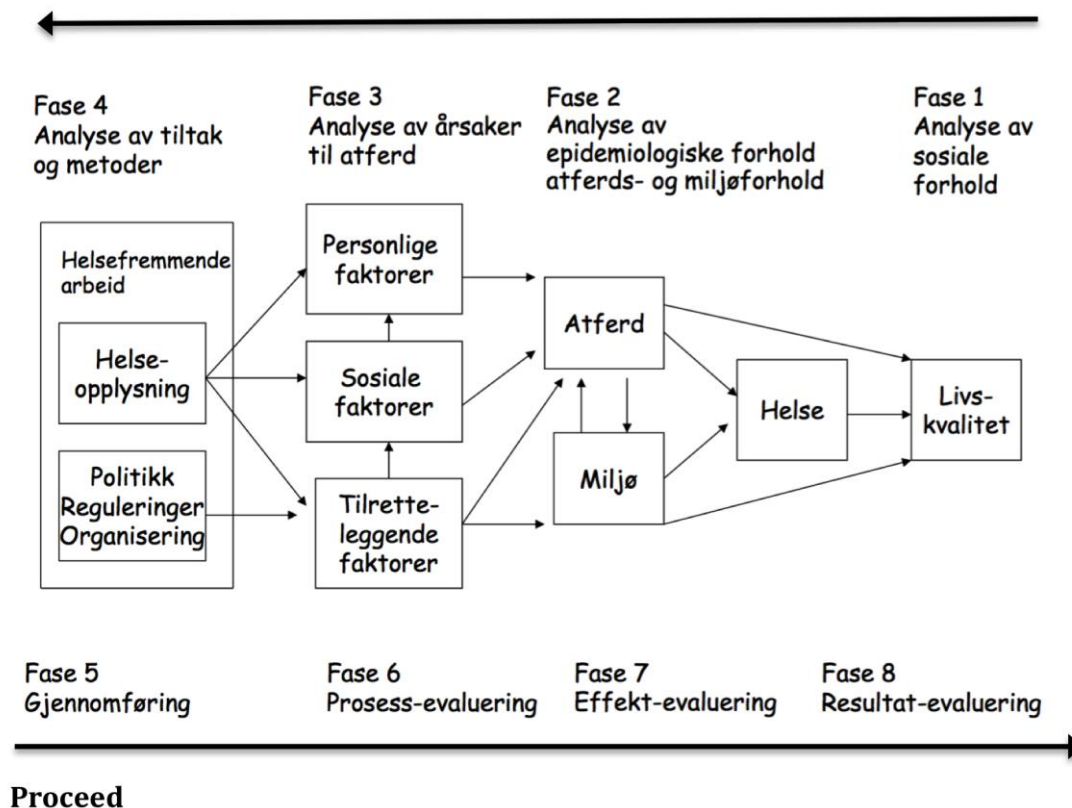 Fase 4
Analyse av tiltak
og metoder
Fase 3
Analyse av årsaker
til atferd
Fase 2
Analyse av
epidemiologiske forhold
atferds- og miljøforhold
Fase 1
Analyse av
sosiale
forhold
Helsefremmende
arbeid
Helse-
opplysning
Politikk
Reguleringer
Organisering
Personlige
faktorer
Sosiale
faktorer
Tilrette-
leggende
faktorer
Atferd
Miljø
Helse
Livs-
kvalitet
Fase 5
Gjennomføring
Fase 6
Prosess-evaluering
Fase 7
Effekt-evaluering
Fase 8
Resultat-evaluering
Proceed